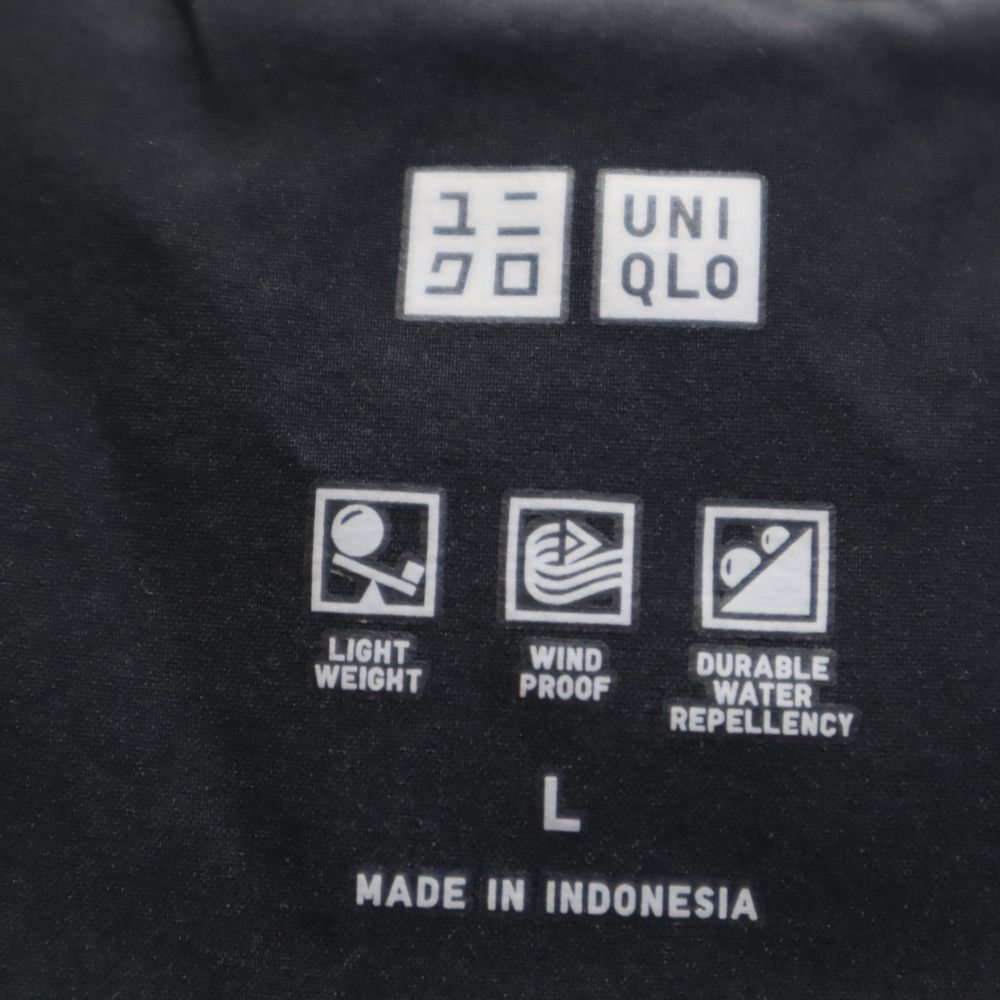 ユニ
クロ
UNI
QLO
LIGHT
WEIGHT
WIND
PROOF
DURABLE
WATER
REPELLENCY
L
MADE IN INDONESIA